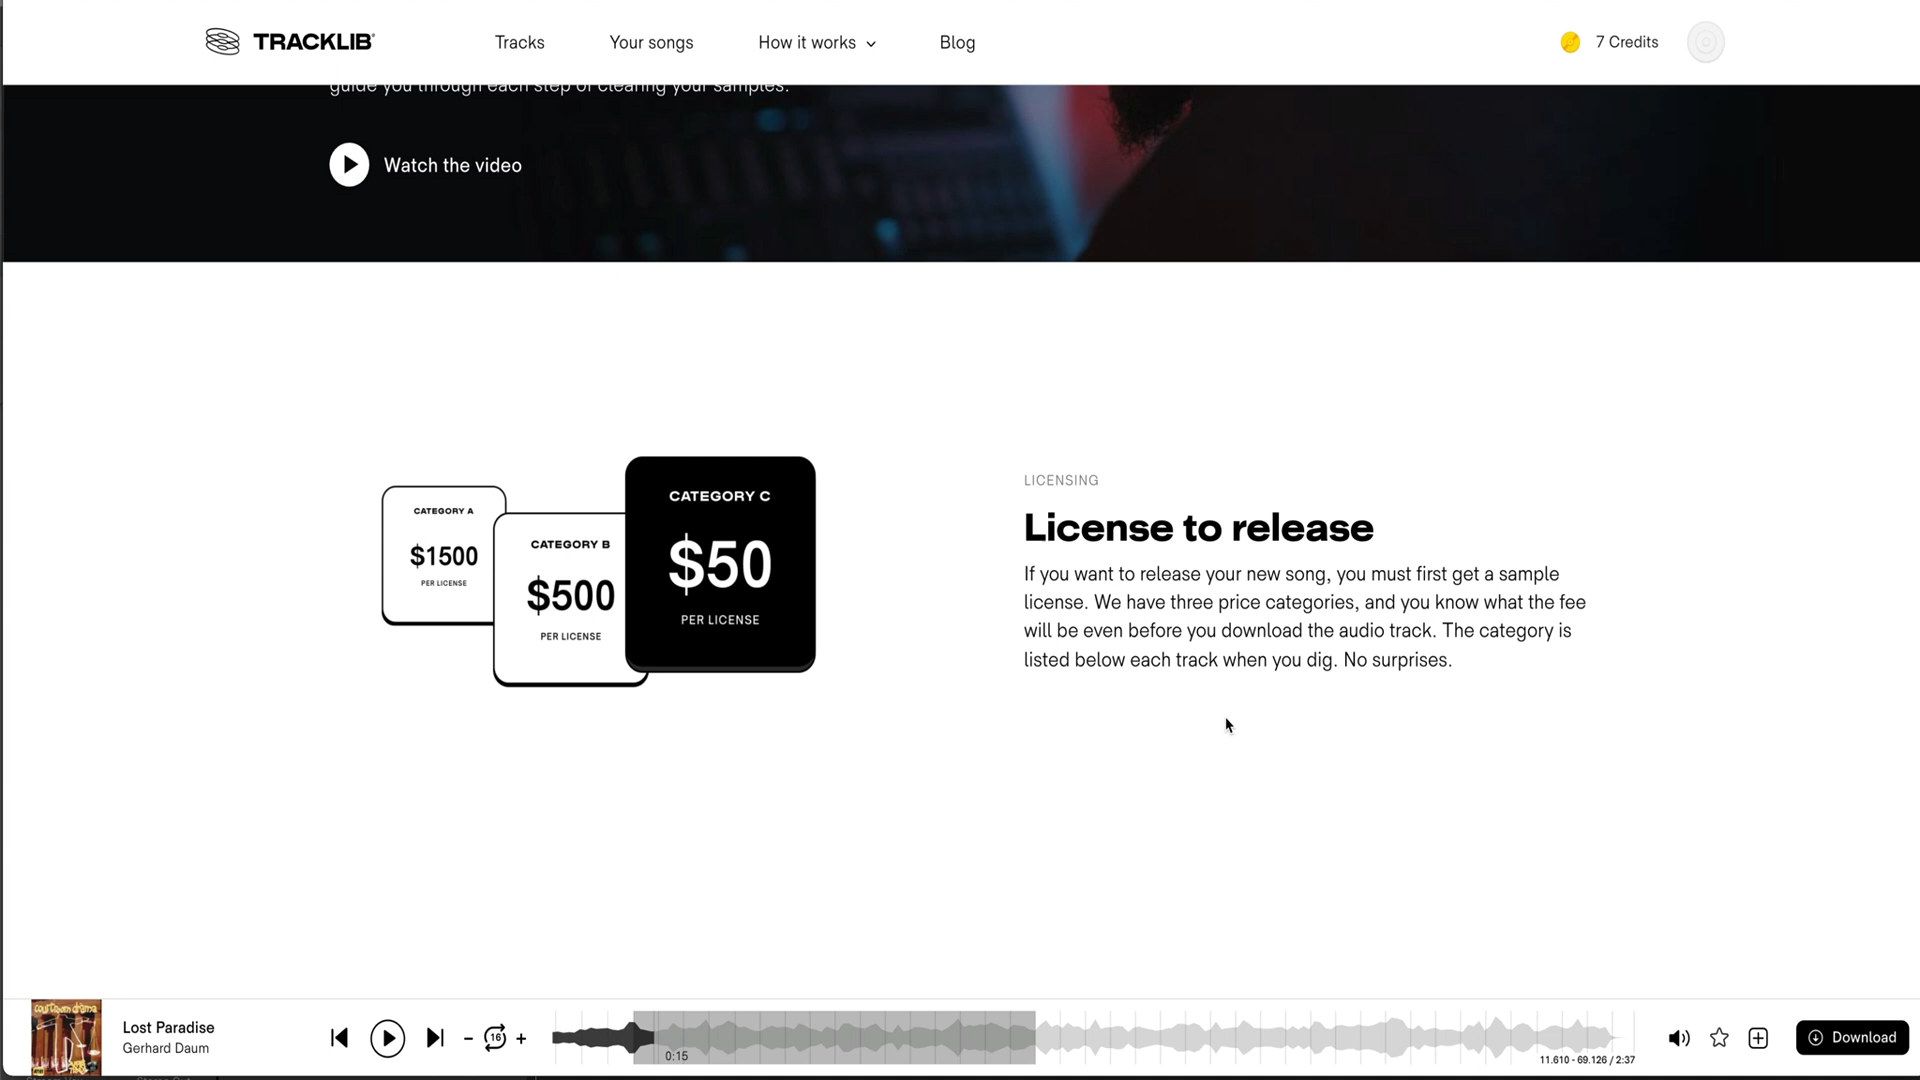 TRACKLIB
Tracks
Your songs
How it works
Blog
7 Credits
guide you through each step of clearing your samples.
Watch the video
CATEGORY A
$1500
PER LICENSE
CATEGORY B
$500
PER LICENSE
CATEGORY C
$50
PER LICENSE
LICENSING
License to release
If you want to release your new song, you must first get a sample
license. We have three price categories, and you know what the fee
will be even before you download the audio track. The category is
listed below each track when you dig. No surprises.
courtroom drama
Lost Paradise
Gerhard Daum
16
0:15
11.610 - 69.126 / 2:37
Download